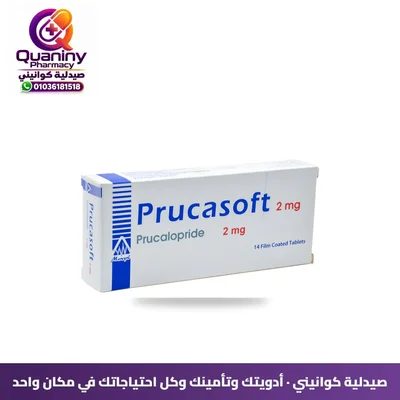 Quaniny
Pharmacy
صيدلية كوانيني
01036181518
Prucasoft 2 mg
Prucalopride 2 mg
14 Film Coated Tablets
صيدلية كوانيني - أدويتك وتأمينك وكل احتياجاتك في مكان واحد